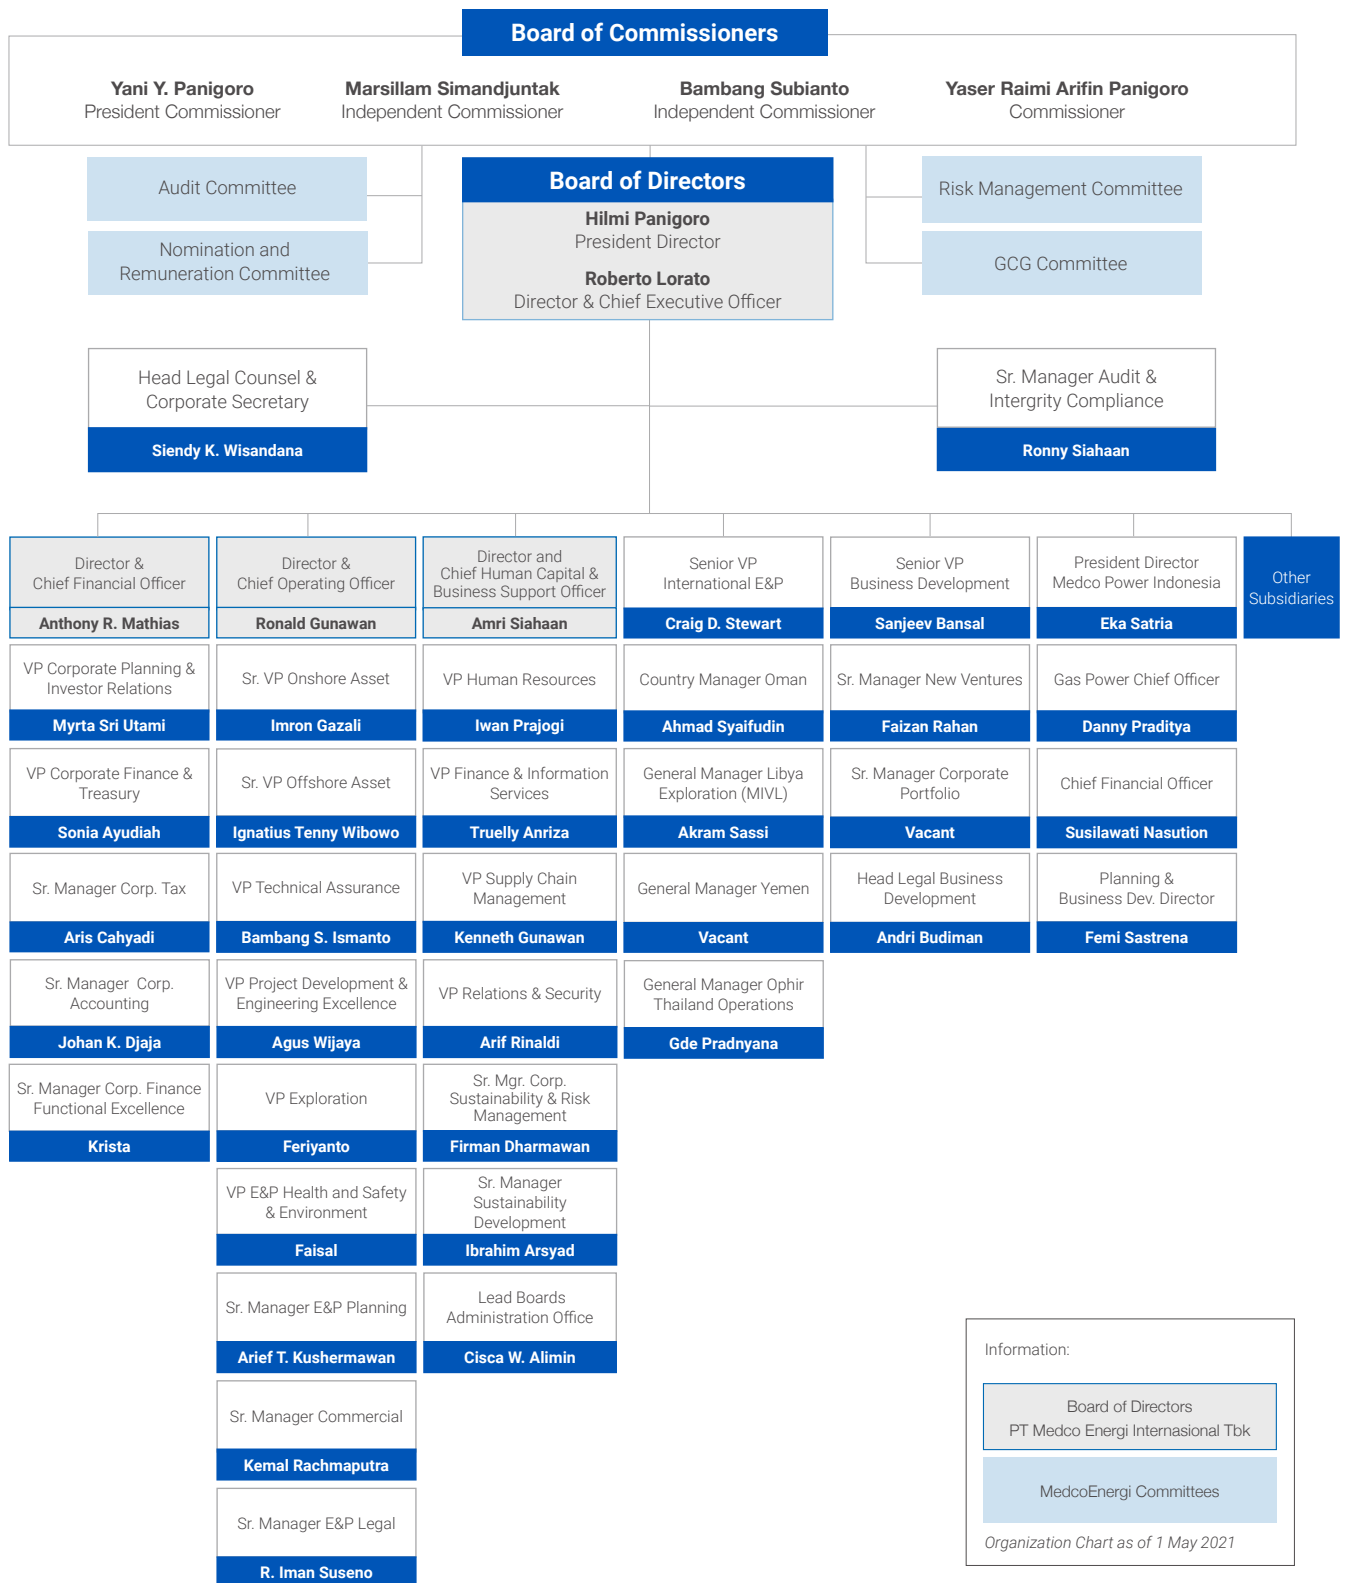 Board of Commissioners
Yani Y. Panigoro
President Commissioner
Marsillam Simandjuntak
Independent Commissioner
Bambang Subianto
Independent Commissioner
Yaser Raimi Arifin Panigoro
Commissioner
Audit Committee
Nomination and
Remuneration Committee
Board of Directors
Hilmi Panigoro
President Director
Roberto Lorato
Director & Chief Executive Officer
Risk Management Committee
GCG Committee
Head Legal Counsel &
Corporate Secretary
Siendy K. Wisandana
Sr. Manager Audit &
Intergrity Compliance
Ronny Siahaan
Director &
Chief Financial Officer
Anthony R. Mathias
VP Corporate Planning &
Investor Relations
Myrta Sri Utami
VP Corporate Finance &
Treasury
Sonia Ayudiah
Sr. Manager Corp. Tax
Aris Cahyadi
Sr. Manager Corp.
Accounting
Johan K. Djaja
Sr. Manager Corp. Finance
Functional Excellence
Krista
Director &
Chief Operating Officer
Ronald Gunawan
Sr. VP Onshore Asset
Imron Gazali
Sr. VP Offshore Asset
Ignatius Tenny Wibowo
VP Technical Assurance
Bambang S. Ismanto
VP Project Development &
Engineering Excellence
Agus Wijaya
VP Exploration
Feriyanto
VP E&P Health and Safety
& Environment
Faisal
Sr. Manager E&P Planning
Arief T. Kushermawan
Sr. Manager Commercial
Kemal Rachmaputra
Sr. Manager E&P Legal
R. Iman Suseno
Director and
Chief Human Capital &
Business Support Officer
Amri Siahaan
VP Human Resources
Iwan Prajogi
VP Finance & Information
Services
Truelly Anriza
VP Supply Chain
Management
Kenneth Gunawan
VP Relations & Security
Arif Rinaldi
Sr. Mgr. Corp.
Sustainability & Risk
Management
Firman Dharmawan
Sr. Manager
Sustainability
Development
Ibrahim Arsyad
Lead Boards
Administration Office
Cisca W. Alimin
Senior VP
International E&P
Craig D. Stewart
Country Manager Oman
Ahmad Syaifudin
General Manager Libya
Exploration (MIVL)
Akram Sassi
General Manager Yemen
Vacant
General Manager Ophir
Thailand Operations
Gde Pradnyana
Senior VP
Business Development
Sanjeev Bansal
Sr. Manager New Ventures
Faizan Rahan
Sr. Manager Corporate
Portfolio
Vacant
Head Legal Business
Development
Andri Budiman
President Director
Medco Power Indonesia
Eka Satria
Gas Power Chief Officer
Danny Praditya
Chief Financial Officer
Susilawati Nasution
Planning &
Business Dev. Director
Femi Sastrena
Other
Subsidiaries
Information:
Board of Directors
PT Medco Energi Internasional Tbk
MedcoEnergi Committees
Organization Chart as of 1 May 2021